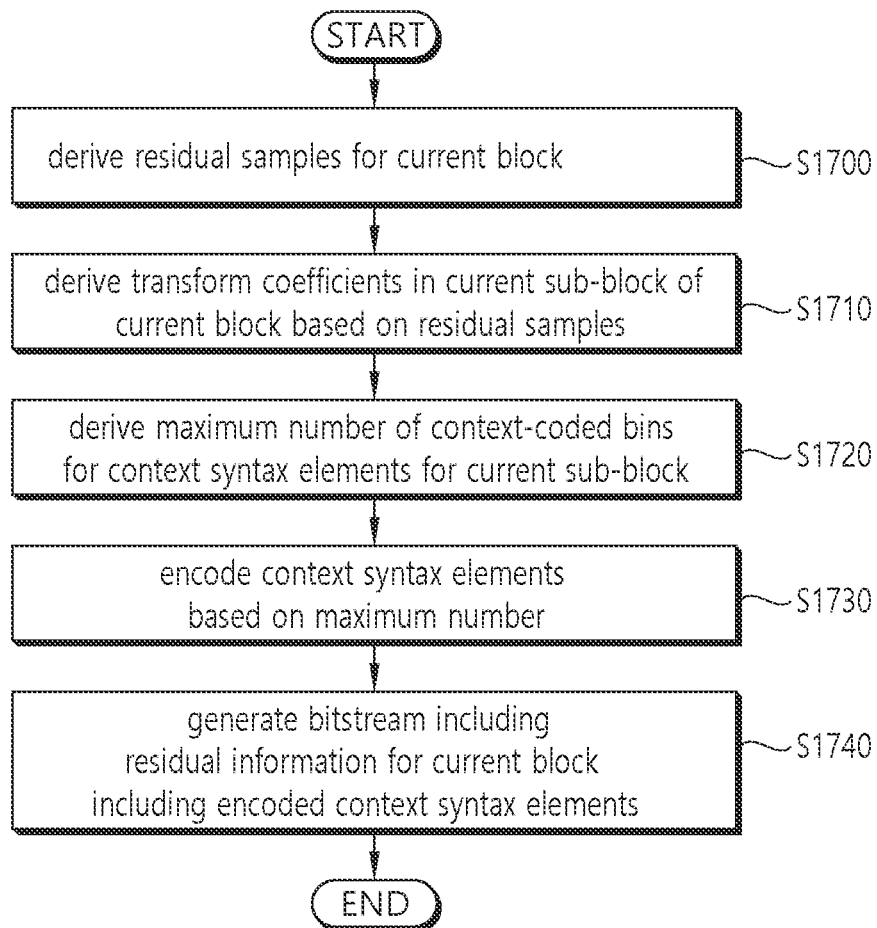 START
derive residual samples for current block
S1700
derive transform coefficients in current sub-block of
current block based on residual samples
S1710
derive maximum number of context-coded bins
for context syntax elements for current sub-block
S1720
encode context syntax elements
based on maximum number
S1730
generate bitstream including
residual information for current block
including encoded context syntax elements
S1740
END